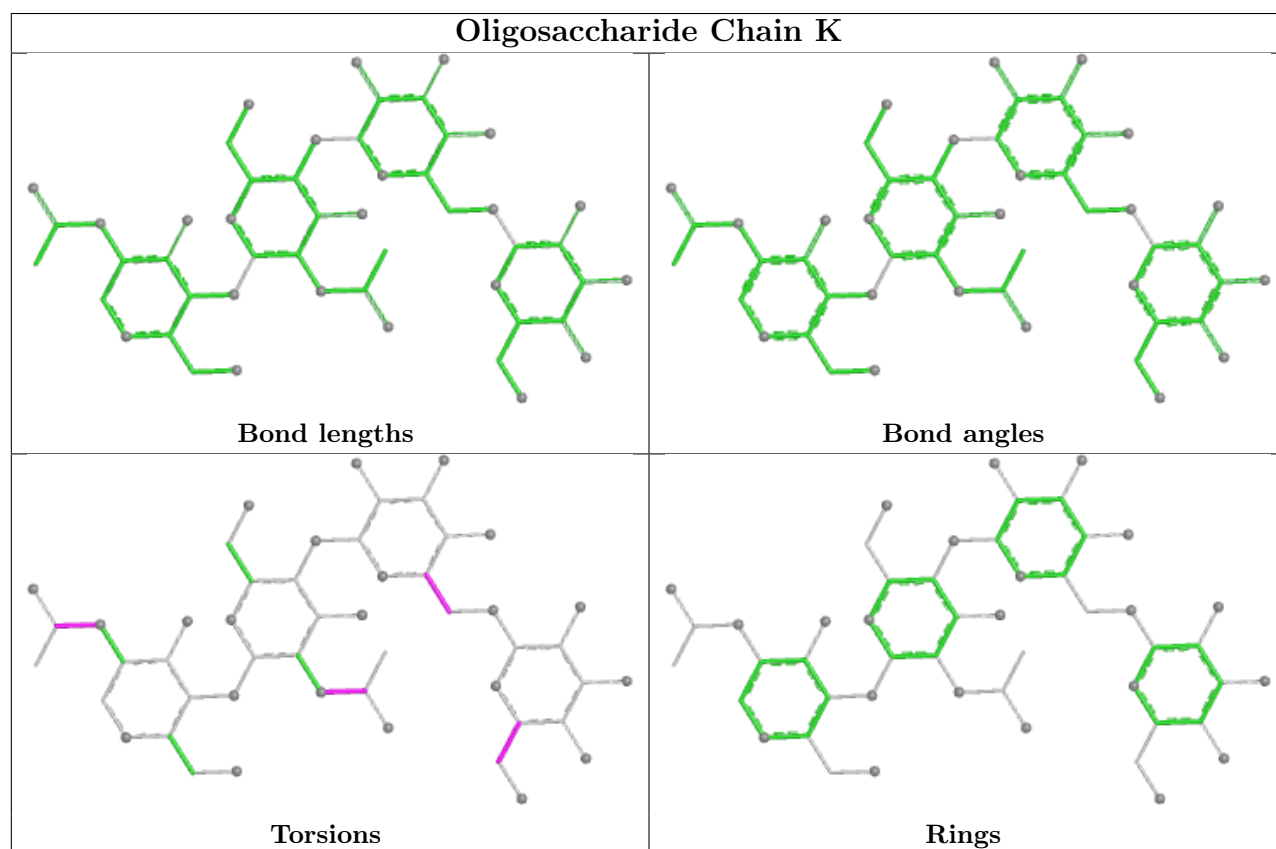 Oligosaccharide Chain K
Bond lengths
Bond angles
Torsions
Rings